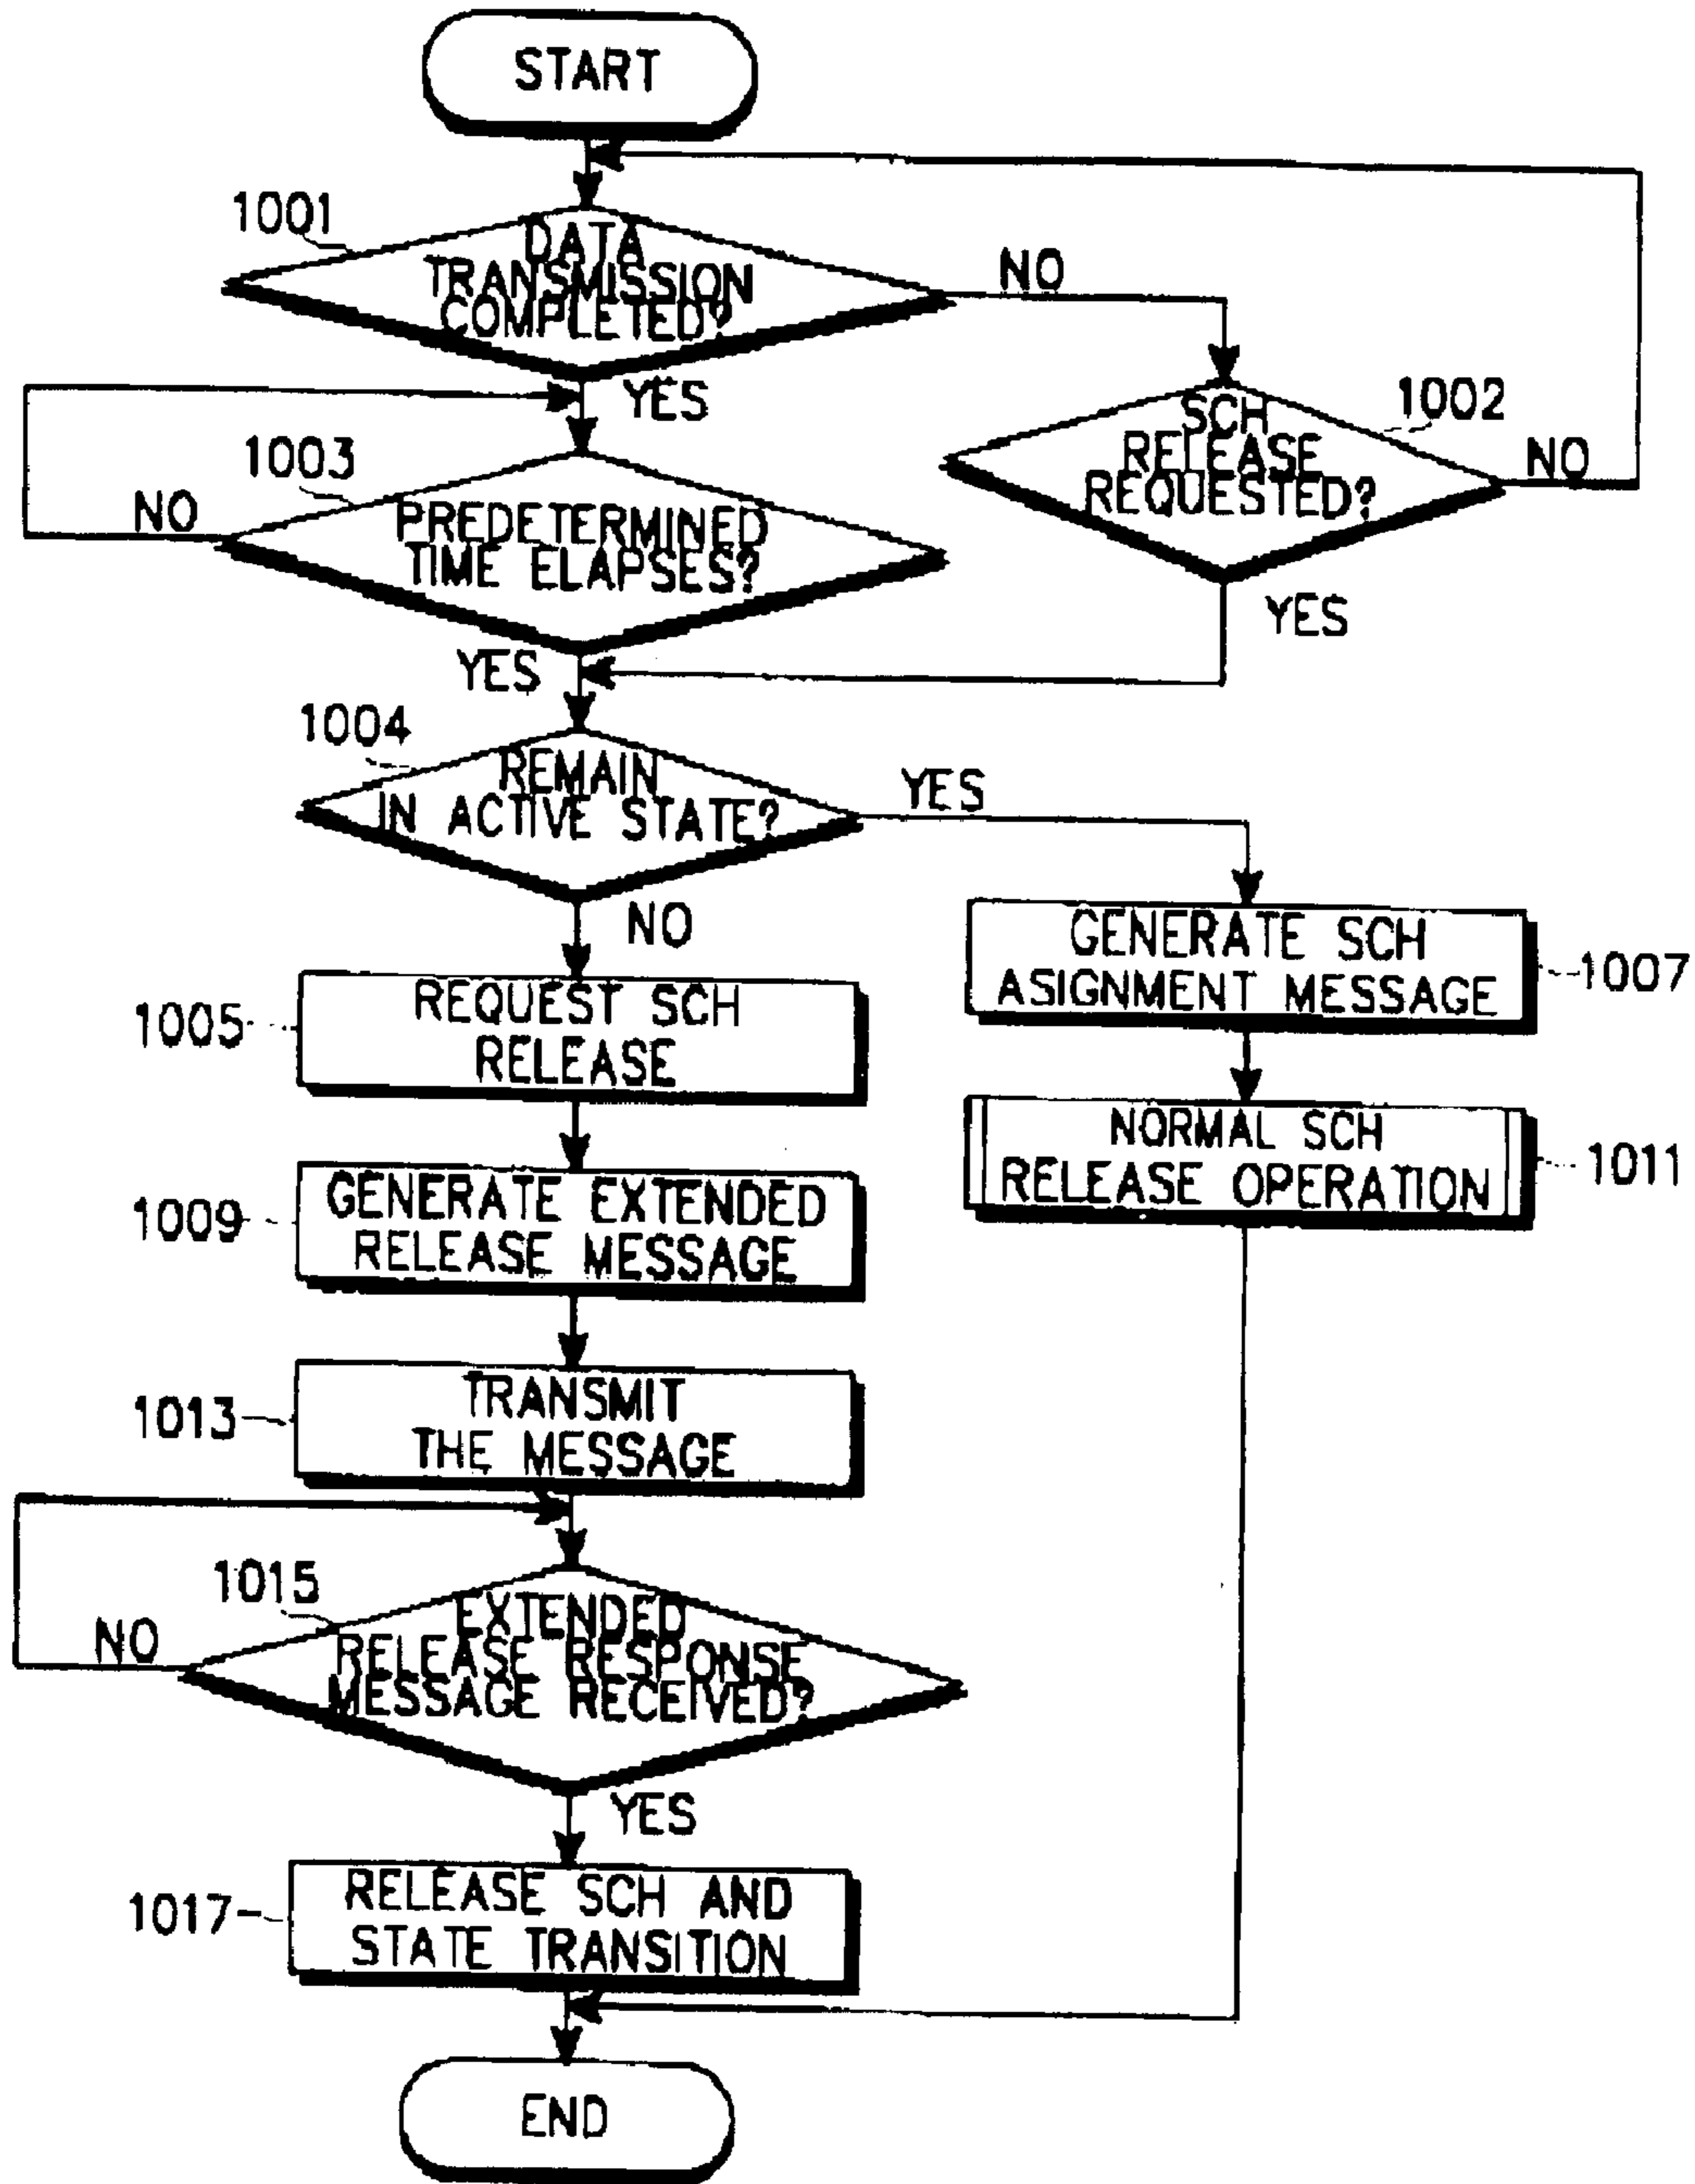 START
1001
DATA
TRANSMISSION
COMPLETED?
NO
YES
1002
SCH
RELEASE
REQUESTED?
NO
YES
1003
NO
PREDETERMINED
TIME ELAPSES?
YES
1004
REMAIN
IN ACTIVE STATE?
YES
NO
GENERATE SCH
ASIGNMENT MESSAGE
1007
1005
REQUEST SCH
RELEASE
NORMAL SCH
RELEASE OPERATION
1011
1009
GENERATE EXTENDED
RELEASE MESSAGE
1013
TRANSMIT
THE MESSAGE
1015
NO
EXTENDED
RELEASE RESPONSE
MESSAGE RECEIVED?
YES
1017
RELEASE SCH AND
STATE TRANSITION
END